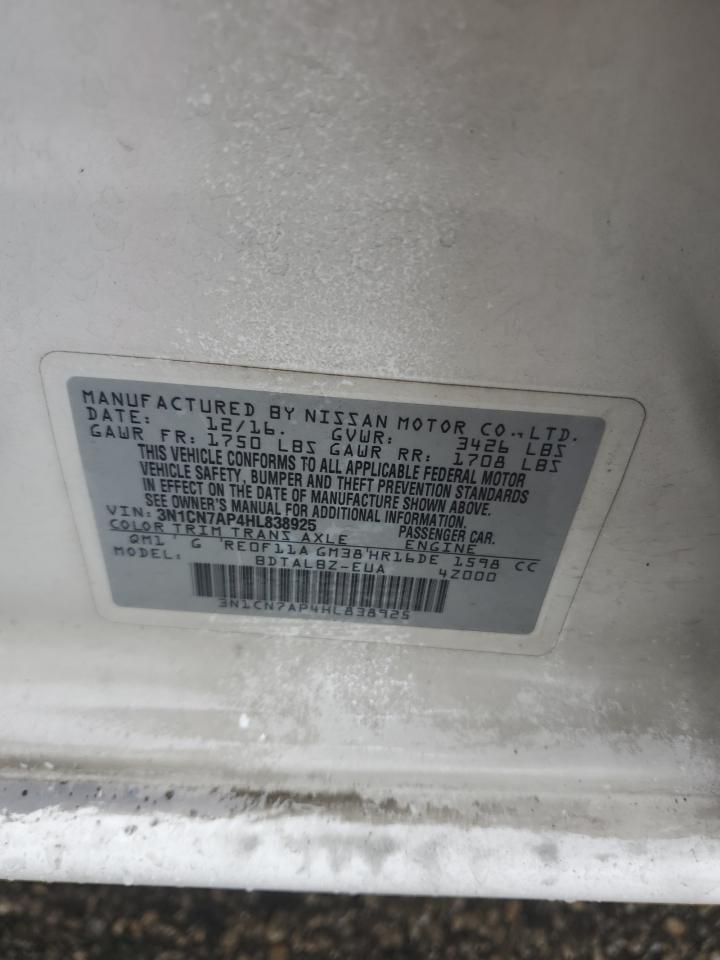 MANUFACTURED BY NISSAN MOTOR CO.,LTD.
DATE: 12/16. GVWR: 3426 LBS
GAWR FR: 1750 LBS GAWR RR: 1708 LBS
THIS VEHICLE CONFORMS TO ALL APPLICABLE FEDERAL MOTOR
VEHICLE SAFETY, BUMPER AND THEFT PREVENTION STANDARDS
IN EFFECT ON THE DATE OF MANUFACTURE SHOWN ABOVE.
SEE OWNER'S MANUAL FOR ADDITIONAL INFORMATION.
VIN: 3N1CN7AP4HL838925 PASSENGER CAR.
COLOR TRIM TRANS AXLE ENGINE
QM1' G 'RE0F11A GM38'HR16DE 1598 CC
MODEL: BDTALBZ-EUA 4Z000
3N1CN7AP4HL838925